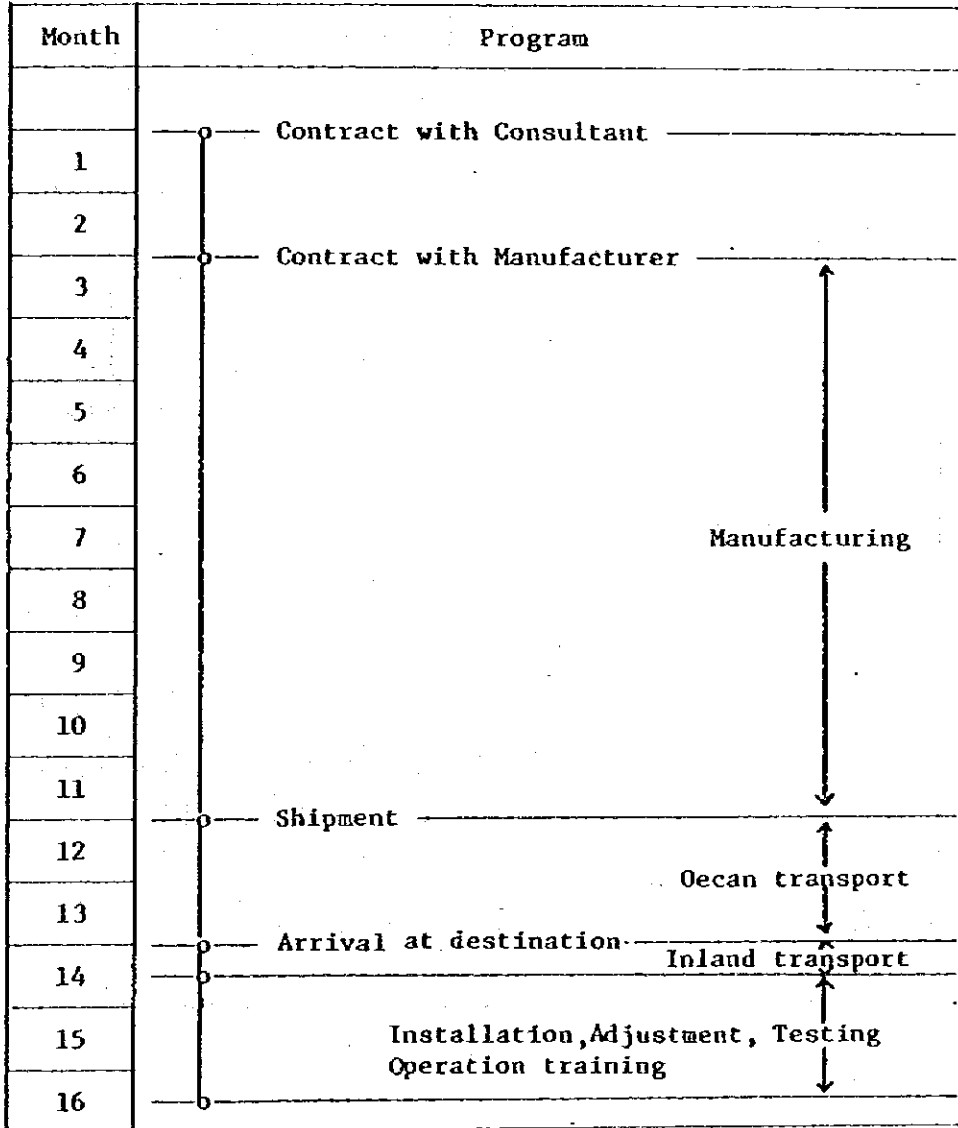 Month Program
Contract with Consultant
1
2
Contract with Manufacturer
3
4
5
6
7 Manufacturing
8
9
10
11
Shipment
12
Oecan transport
13
Arrival at destination
Inland transport
14
15 Installation,Adjustment, Testing
Operation training
16